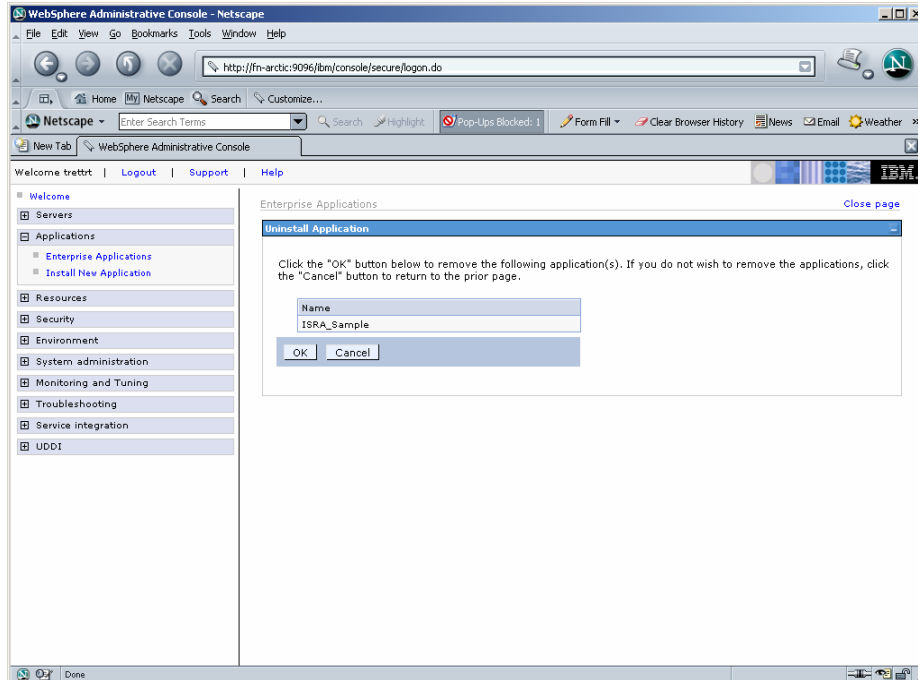 WebSphere Administrative Console - Netscape
File Edit View Go Bookmarks Tools Window Help
http://fn-arctic:9096/ibm/console/secure/logon.do
Home My Netscape Search Customize...
Netscape Enter Search Terms Search Highlight Pop-Ups Blocked: 1 Form Fill Clear Browser History News Email Weather
New Tab WebSphere Administrative Console
Welcome trettrt | Logout | Support | Help
IBM.
Welcome
Servers
Applications
Enterprise Applications
Install New Application
Resources
Security
Environment
System administration
Monitoring and Tuning
Troubleshooting
Service integration
UDDI
Enterprise Applications
Close page
Uninstall Application
Click the "OK" button below to remove the following application(s). If you do not wish to remove the applications, click
the "Cancel" button to return to the prior page.
Name
ISRA_Sample
OK Cancel
Done